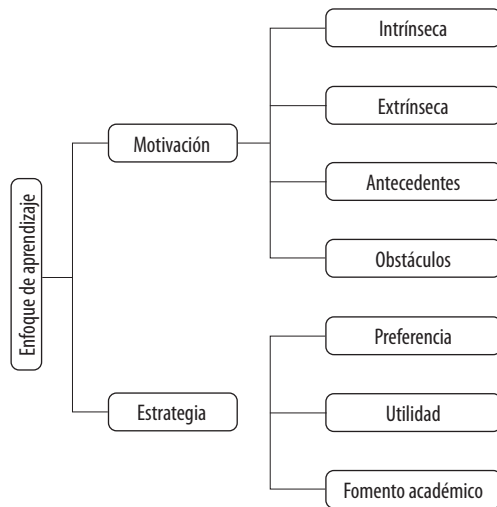 Enfoque de aprendizaje
Motivación
Intrínseca
Extrínseca
Antecedentes
Obstáculos
Estrategia
Preferencia
Utilidad
Fomento académico